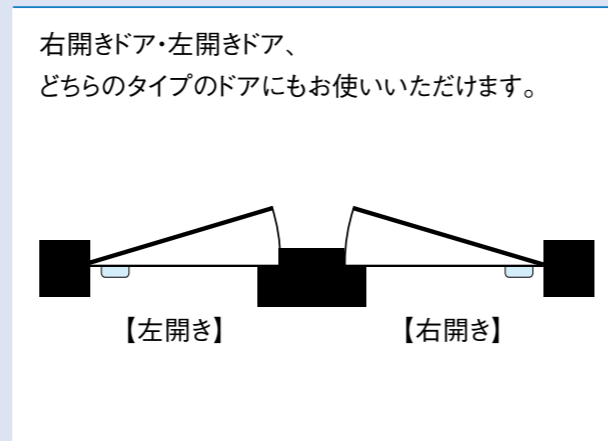 右開きドア・左開きドア、
どちらのタイプのドアにもお使いいただけます。
【左開き】
【右開き】